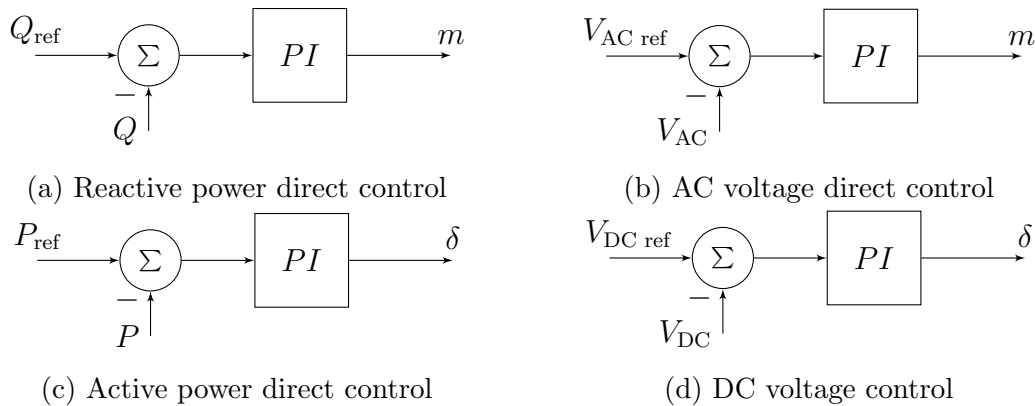 Q_ref Σ PI m
− Q
(a) Reactive power direct control
V_AC ref Σ PI m
− V_AC
(b) AC voltage direct control
P_ref Σ PI δ
− P
(c) Active power direct control
V_DC ref Σ PI δ
− V_DC
(d) DC voltage control